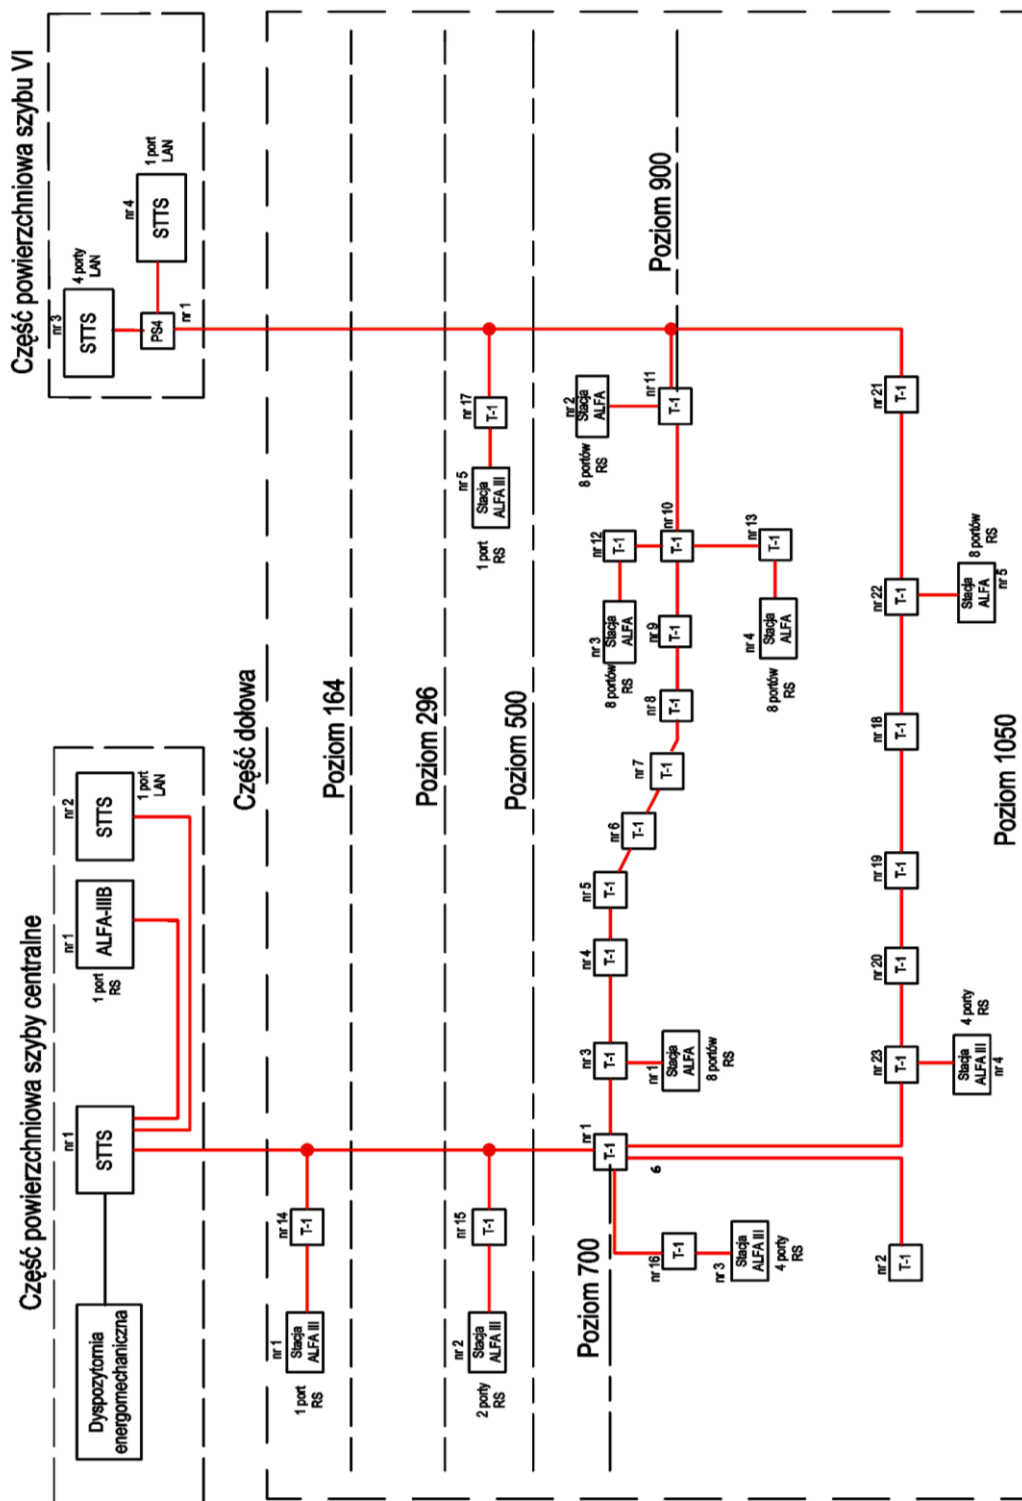 Część powierzchniowa szyby centralne
Dyspozytornia
energomechaniczna
nr 1
STTS
nr 1
ALFA-IIIB
1 port
RS
nr 2
STTS
1 port
LAN
Część powierzchniowa szybu VI
nr 3
STTS
4 porty
LAN
PS4
nr 1
nr 4
STTS
1 port
LAN
Część dołowa
Poziom 164
nr 1
Stacja
ALFA III
1 port
RS
nr 14
T-1
Poziom 296
Poziom 500
nr 2
Stacja
ALFA III
2 porty
RS
nr 15
T-1
nr 5
Stacja
ALFA III
1 port
RS
nr 17
T-1
Poziom 700
nr 1
T-1
6
nr 3
T-1
nr 1
Stacja
ALFA
8 portów
RS
nr 4
T-1
nr 5
T-1
nr 6
T-1
nr 7
T-1
nr 8
T-1
nr 9
T-1
nr 10
T-1
nr 12
T-1
nr 3
Stacja
ALFA
8 portów
RS
nr 13
T-1
nr 4
Stacja
ALFA
8 portów
RS
nr 11
T-1
nr 2
Stacja
ALFA
8 portów
RS
Poziom 900
nr 16
T-1
nr 3
Stacja
ALFA III
4 porty
RS
nr 2
T-1
nr 23
T-1
Stacja
ALFA III
nr 4
4 porty
RS
nr 20
T-1
nr 19
T-1
nr 18
T-1
nr 22
T-1
Stacja
ALFA
nr 5
8 portów
RS
nr 21
T-1
Poziom 1050